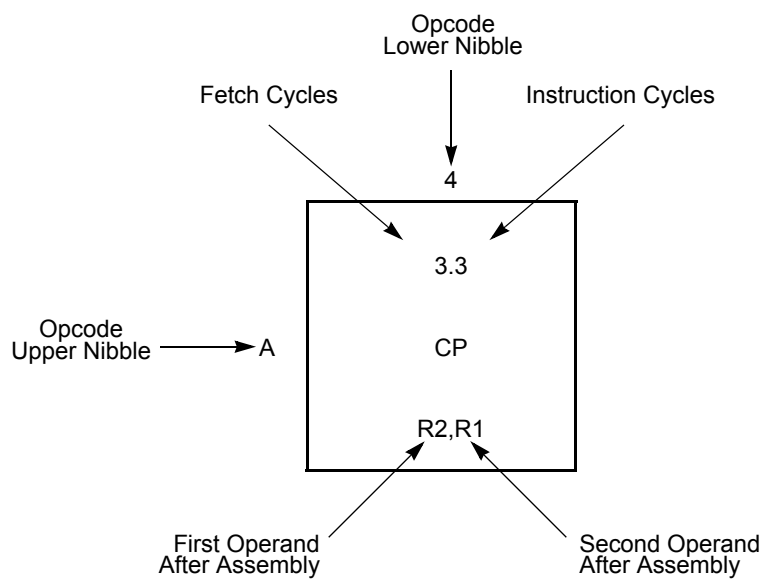 Opcode
Lower Nibble
Fetch Cycles
Instruction Cycles
4
3.3
Opcode
Upper Nibble
A
CP
R2,R1
First Operand
After Assembly
Second Operand
After Assembly